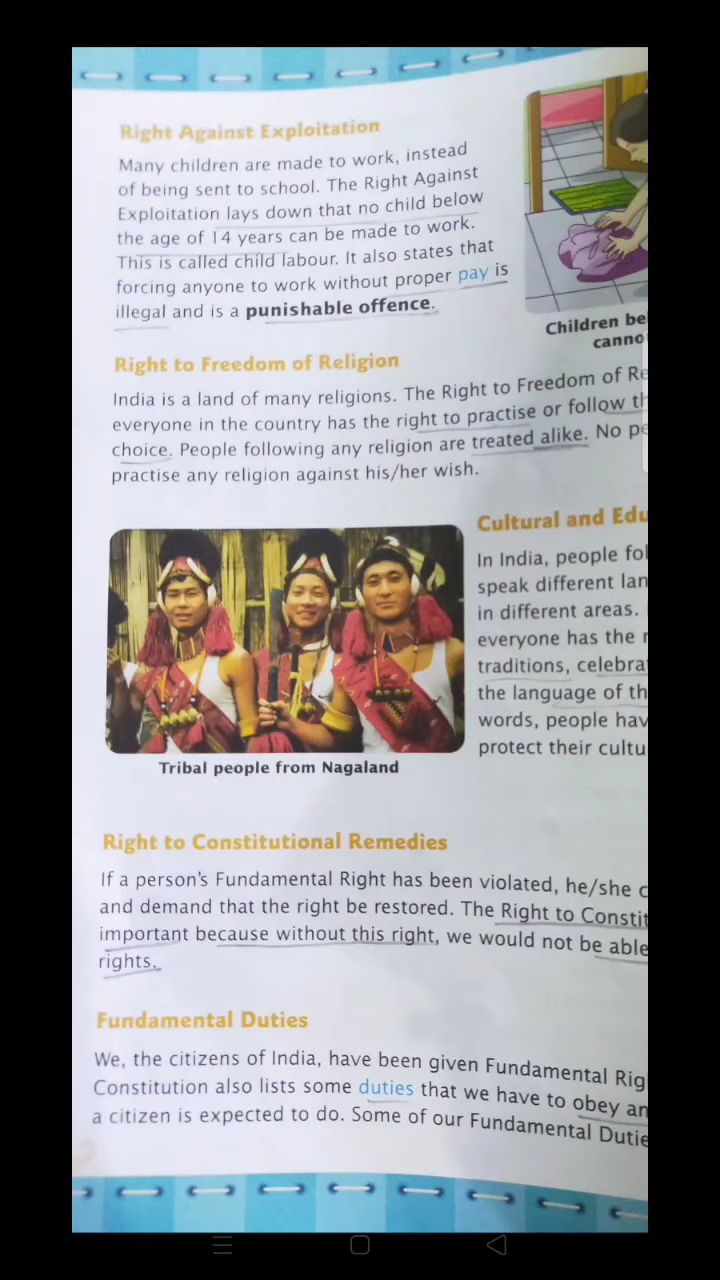 Right Against Exploitation
Many children are made to work, instead
of being sent to school. The Right Against
Exploitation lays down that no child below
the age of 14 years can be made to work.
This is called child labour. It also states that
forcing anyone to work without proper pay is
illegal and is a punishable offence.
Children be
canno
Right to Freedom of Religion
India is a land of many religions. The Right to Freedom of Re
everyone in the country has the right to practise or follow th
choice. People following any religion are treated alike. No pe
practise any religion against his/her wish.
Tribal people from Nagaland
Cultural and Edu
In India, people fol
speak different lan
in different areas.
everyone has the r
traditions, celebra
the language of th
words, people hav
protect their cultu
Right to Constitutional Remedies
If a person's Fundamental Right has been violated, he/she c
and demand that the right be restored. The Right to Constit
important because without this right, we would not be able
rights.
Fundamental Duties
We, the citizens of India, have been given Fundamental Rig
Constitution also lists some duties that we have to obey an
a citizen is expected to do. Some of our Fundamental Dutie